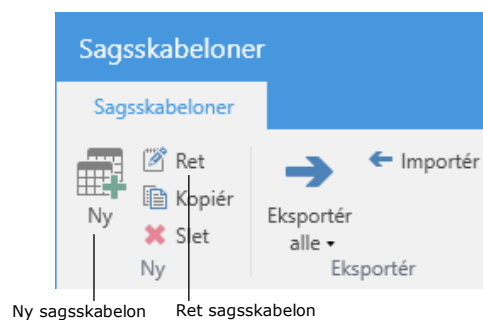 Sagsskabeloner
Sagsskabeloner
Ny
Ret
Kopiér
Slet
Ny
Eksportér
alle
Importér
Eksportér
Ny sagsskabelon
Ret sagsskabelon